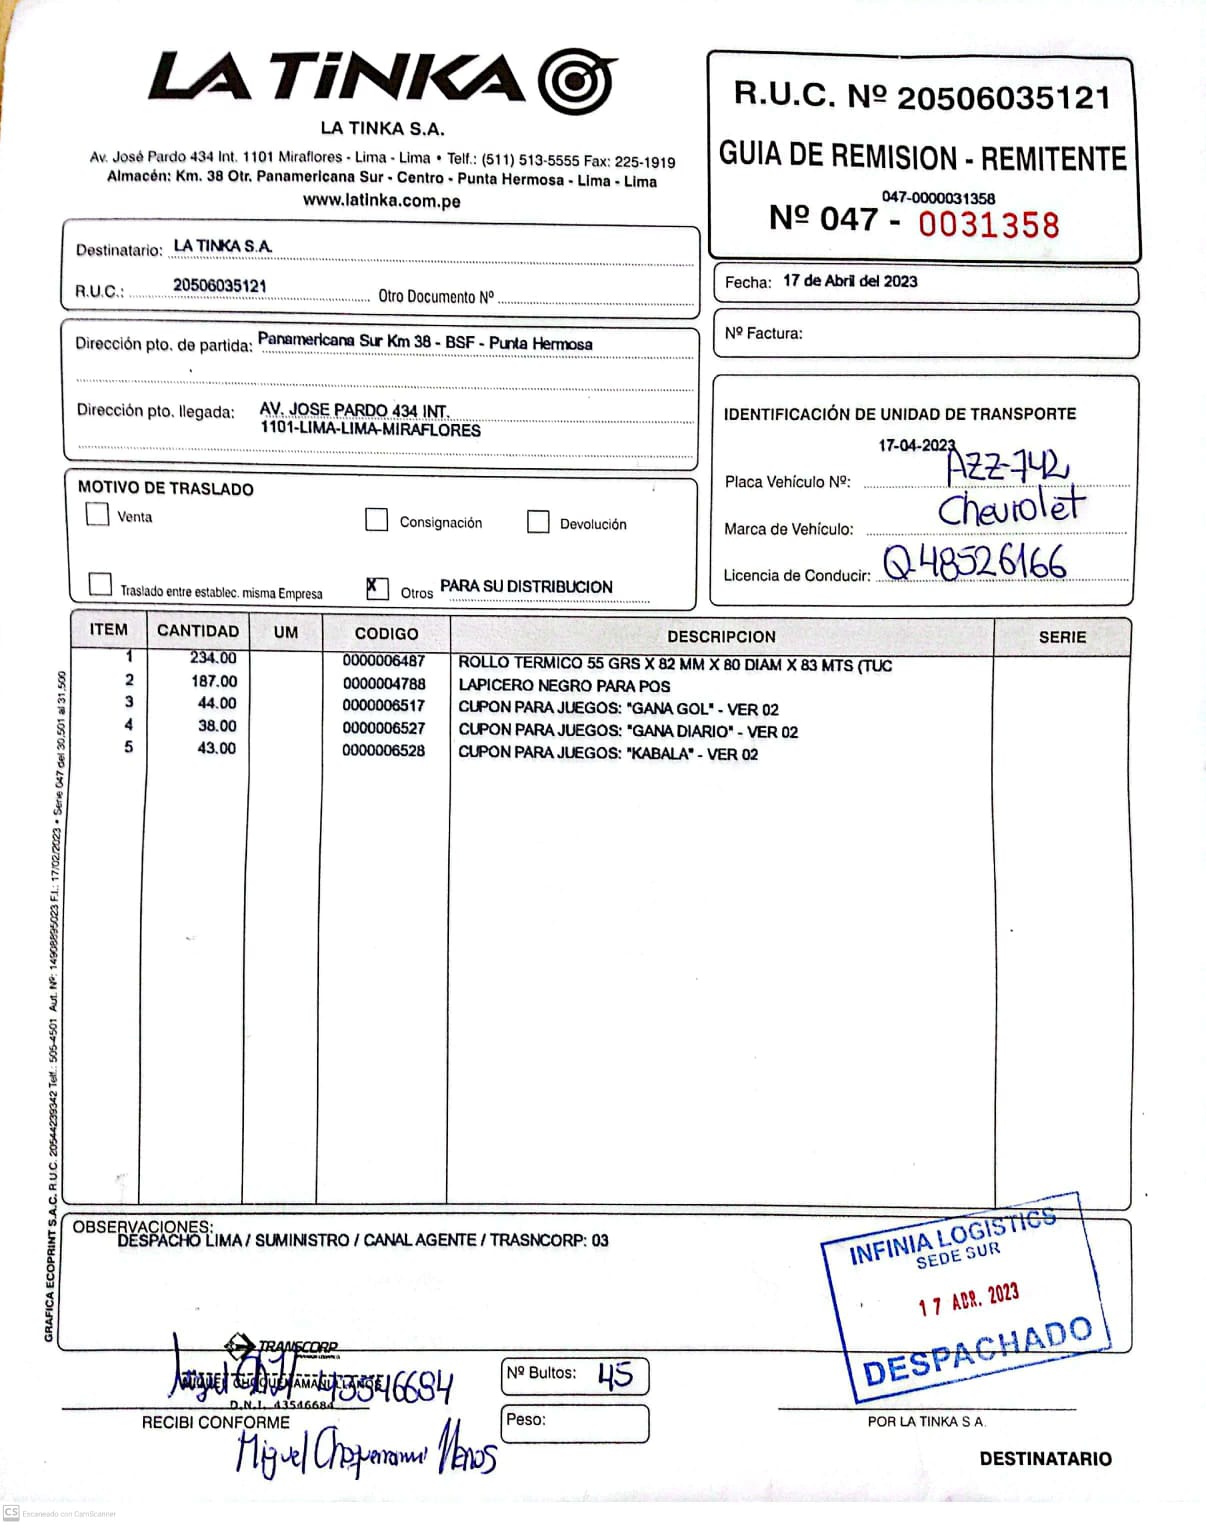 LA TiNKA
LA TINKA S.A.
Av. José Pardo 434 Int. 1101 Miraflores - Lima - Lima • Telf.: (511) 513-5555 Fax: 225-1919
Almacén: Km. 38 Otr. Panamericana Sur - Centro - Punta Hermosa - Lima - Lima
www.latinka.com.pe
R.U.C. Nº 20506035121
GUIA DE REMISION - REMITENTE
047-0000031358
Nº 047 - 0031358
Destinatario: LA TINKA S.A.
R.U.C.: 20506035121 Otro Documento Nº
Fecha: 17 de Abril del 2023
Nº Factura:
Dirección pto. de partida: Panamericana Sur Km 38 - BSF - Punta Hermosa
Dirección pto. llegada: AV. JOSE PARDO 434 INT.
1101-LIMA-LIMA-MIRAFLORES
IDENTIFICACIÓN DE UNIDAD DE TRANSPORTE
17-04-2023
Placa Vehículo Nº: AZZ-742
Marca de Vehículo: Chevrolet
Licencia de Conducir: Q48526166
MOTIVO DE TRASLADO
Venta Consignación Devolución
Traslado entre establec. misma Empresa X Otros PARA SU DISTRIBUCION
ITEM CANTIDAD UM CODIGO DESCRIPCION SERIE
1 234.00 0000006487 ROLLO TERMICO 55 GRS X 82 MM X 80 DIAM X 83 MTS (TUC
2 187.00 0000004788 LAPICERO NEGRO PARA POS
3 44.00 0000006517 CUPON PARA JUEGOS: "GANA GOL" - VER 02
4 38.00 0000006527 CUPON PARA JUEGOS: "GANA DIARIO" - VER 02
5 43.00 0000006528 CUPON PARA JUEGOS: "KABALA" - VER 02
GRAFICA ECOPRINT S.A.C. R.U.C. 20544239342 Telf.: 505-4501 Aut. Nº: 14908895023 F.I.: 17/02/2023 • Serie 047 del 30,501 al 31,500
OBSERVACIONES:
DESPACHO LIMA / SUMINISTRO / CANAL AGENTE / TRASNCORP: 03
INFINIA LOGISTICS
SEDE SUR
17 ABR. 2023
DESPACHADO
TRANSCORP
Miguel 43546684
D.N.I. 43546684
RECIBI CONFORME
Miguel
Nº Bultos: 45
Peso:
POR LA TINKA S A.
DESTINATARIO
CS Escaneado con CamScanner